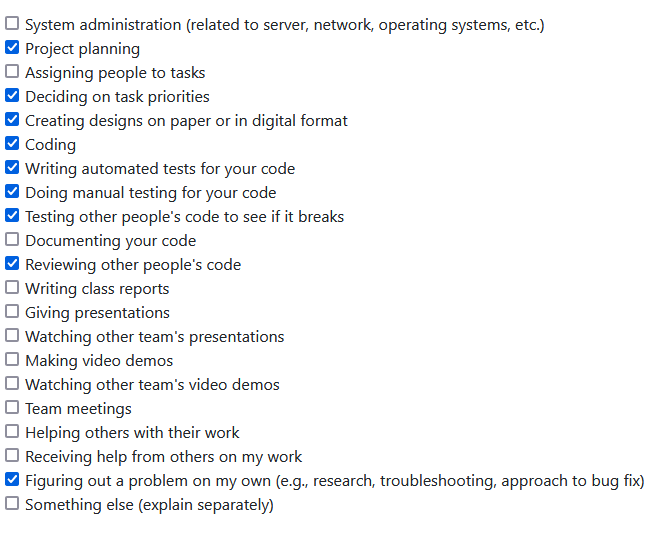 System administration (related to server, network, operating systems, etc.)
Project planning
Assigning people to tasks
Deciding on task priorities
Creating designs on paper or in digital format
Coding
Writing automated tests for your code
Doing manual testing for your code
Testing other people's code to see if it breaks
Documenting your code
Reviewing other people's code
Writing class reports
Giving presentations
Watching other team's presentations
Making video demos
Watching other team's video demos
Team meetings
Helping others with their work
Receiving help from others on my work
Figuring out a problem on my own (e.g., research, troubleshooting, approach to bug fix)
Something else (explain separately)